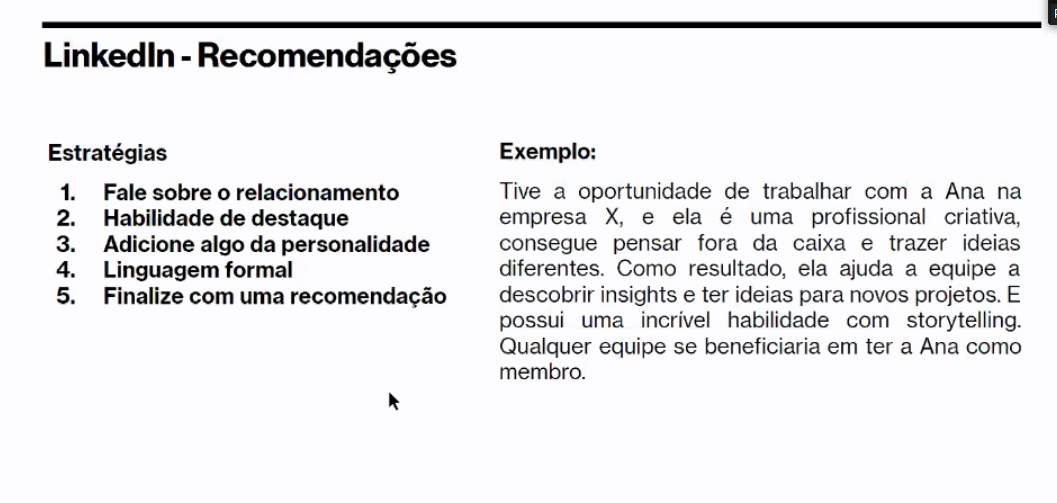 LinkedIn - Recomendações
Estratégias
1. Fale sobre o relacionamento
2. Habilidade de destaque
3. Adicione algo da personalidade
4. Linguagem formal
5. Finalize com uma recomendação
Exemplo:
Tive a oportunidade de trabalhar com a Ana na
empresa X, e ela é uma profissional criativa,
consegue pensar fora da caixa e trazer ideias
diferentes. Como resultado, ela ajuda a equipe a
descobrir insights e ter ideias para novos projetos. E
possui uma incrível habilidade com storytelling.
Qualquer equipe se beneficiaria em ter a Ana como
membro.